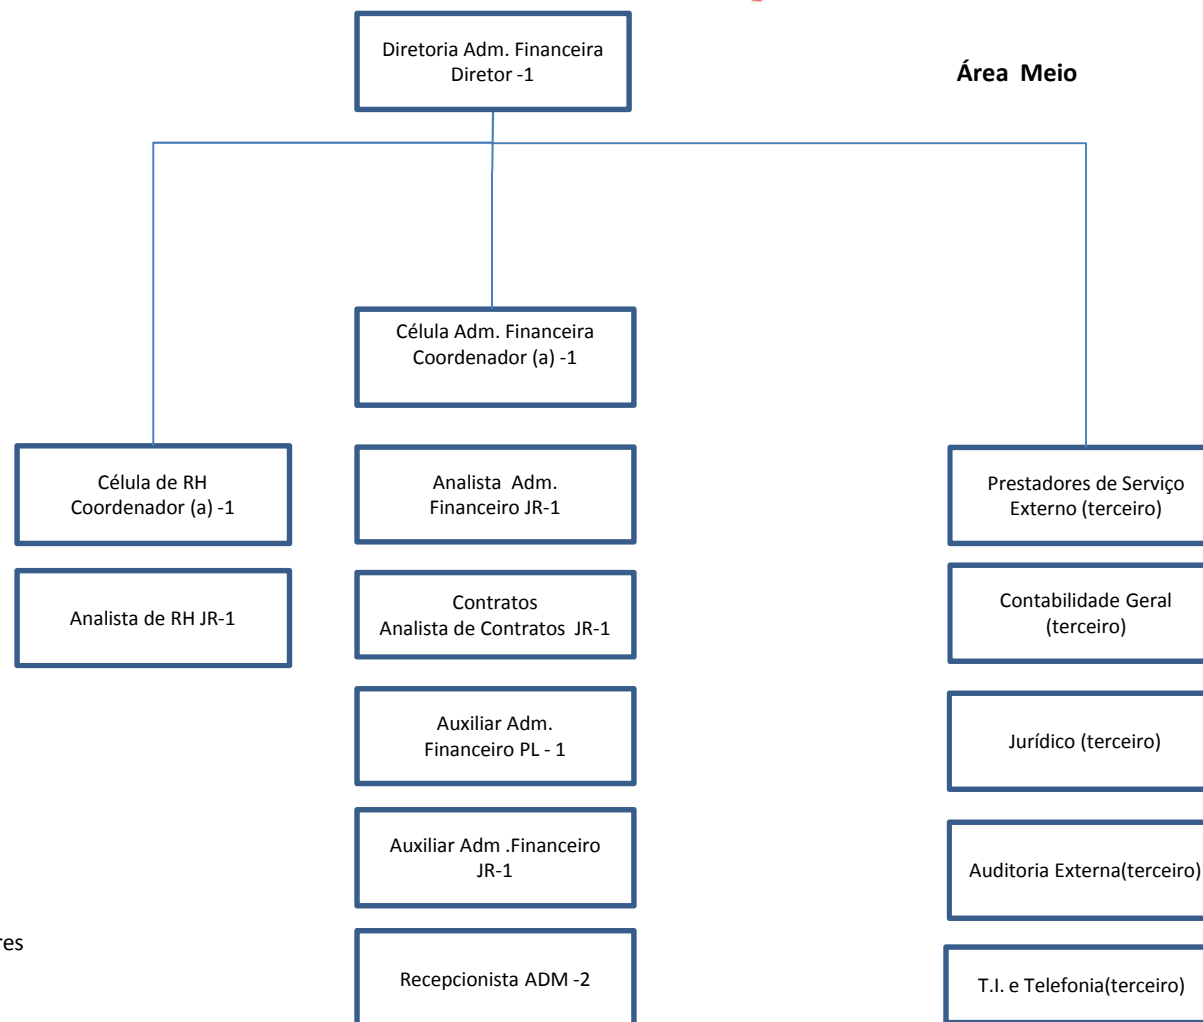 Diretoria Adm. Financeira
Diretor -1
Área Meio
Célula Adm. Financeira
Coordenador (a) -1
Célula de RH
Coordenador (a) -1
Analista Adm.
Financeiro JR-1
Prestadores de Serviço
Externo (terceiro)
Analista de RH JR-1
Contratos
Analista de Contratos JR-1
Contabilidade Geral
(terceiro)
Auxiliar Adm.
Financeiro PL - 1
Jurídico (terceiro)
Auxiliar Adm .Financeiro
JR-1
Auditoria Externa(terceiro)
res
Recepcionista ADM -2
T.I. e Telefonia(terceiro)